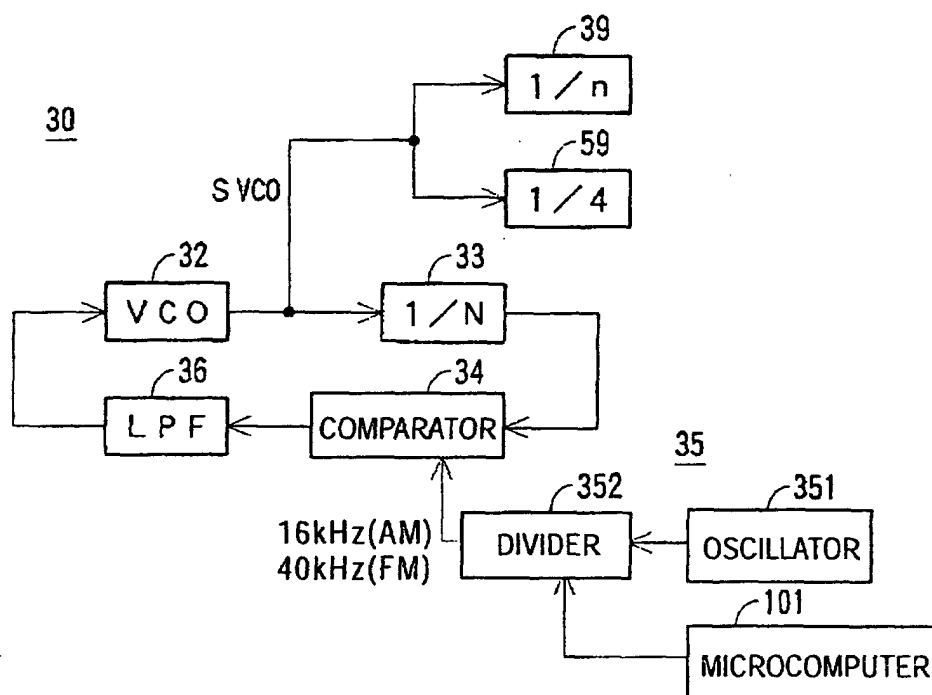 39
1/n
30
59
1/4
S VCO
32
33
VCO
1/N
36
34
LPF
COMPARATOR
35
352
351
16kHz(AM)
40kHz(FM)
DIVIDER
OSCILLATOR
101
MICROCOMPUTER